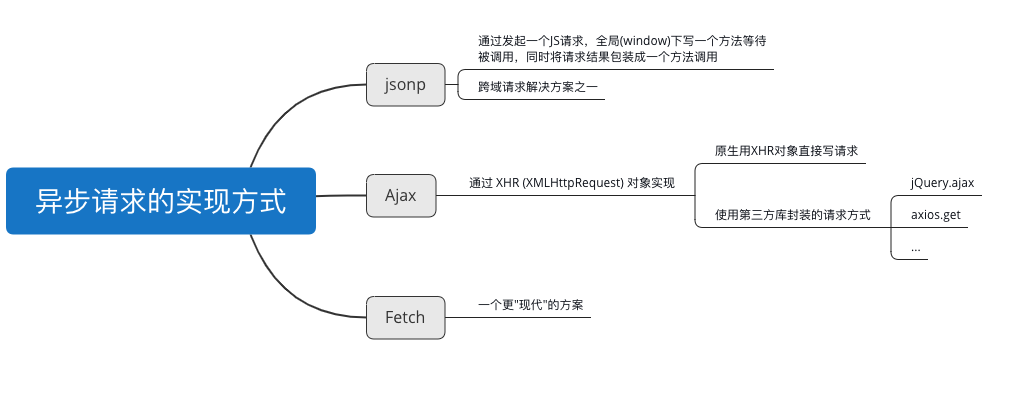 异步请求的实现方式
jsonp
通过发起一个JS请求，全局(window)下写一个方法等待
被调用，同时将请求结果包装成一个方法调用
跨域请求解决方案之一
Ajax
通过 XHR (XMLHttpRequest) 对象实现
原生用XHR对象直接写请求
使用第三方库封装的请求方式
jQuery.ajax
axios.get
...
Fetch
一个更"现代"的方案